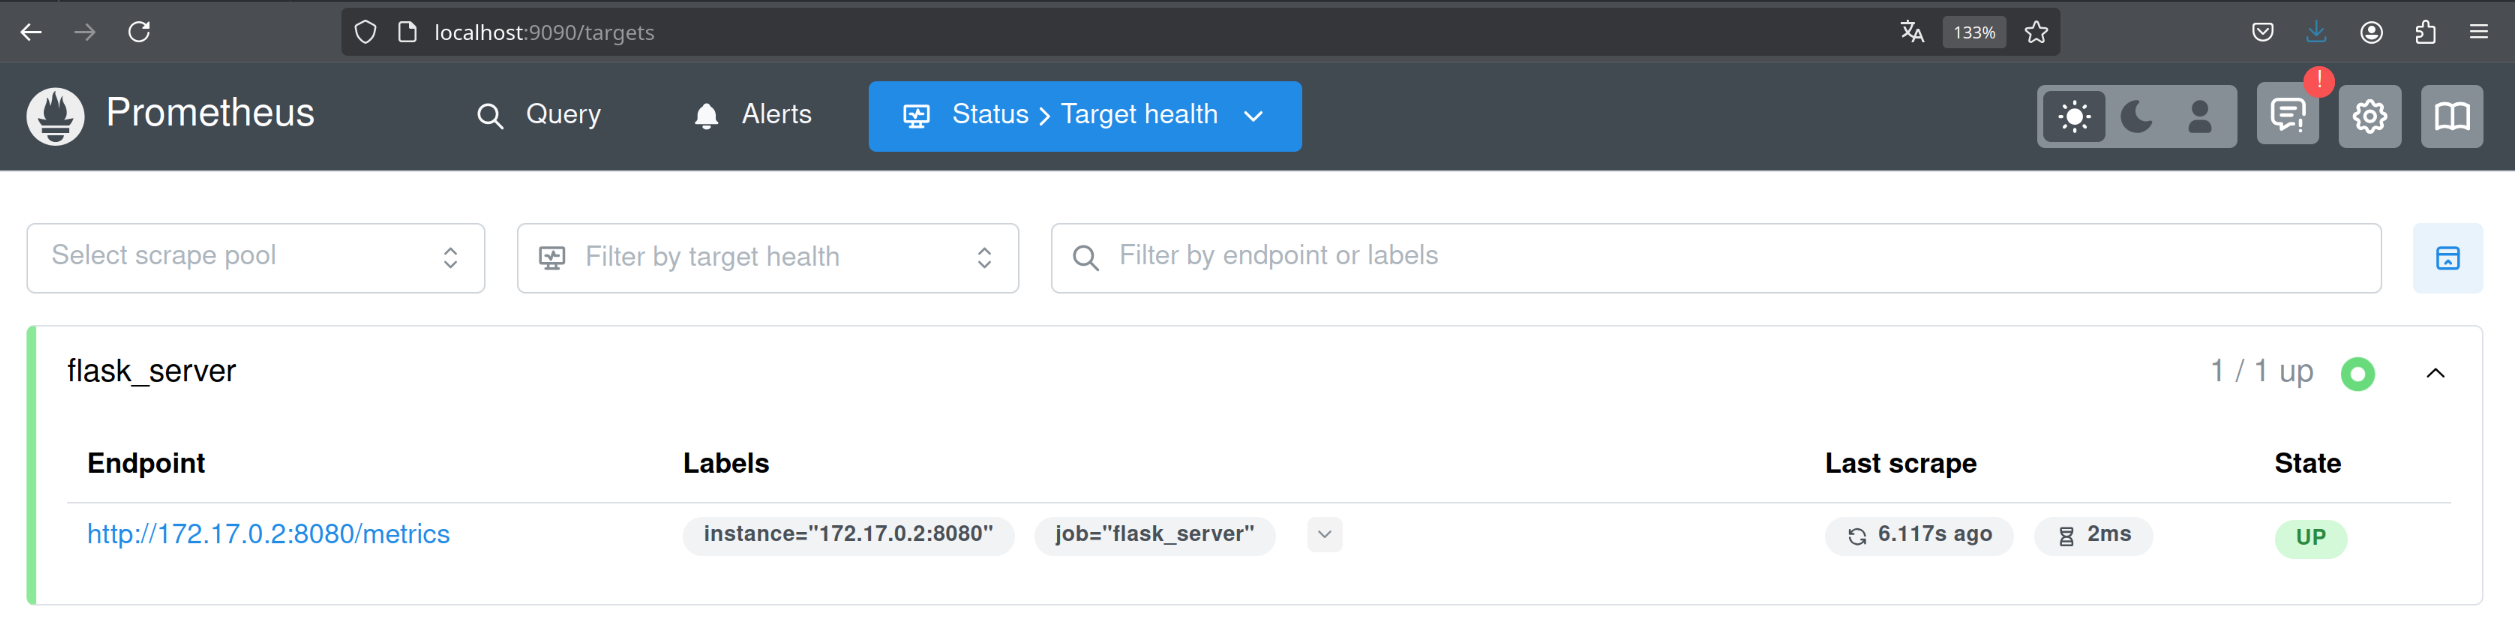 localhost:9090/targets 133%
Prometheus Query Alerts Status > Target health !
Select scrape pool Filter by target health Filter by endpoint or labels
flask_server 1 / 1 up
Endpoint Labels Last scrape State
http://172.17.0.2:8080/metrics instance="172.17.0.2:8080" job="flask_server" 6.117s ago 2ms UP